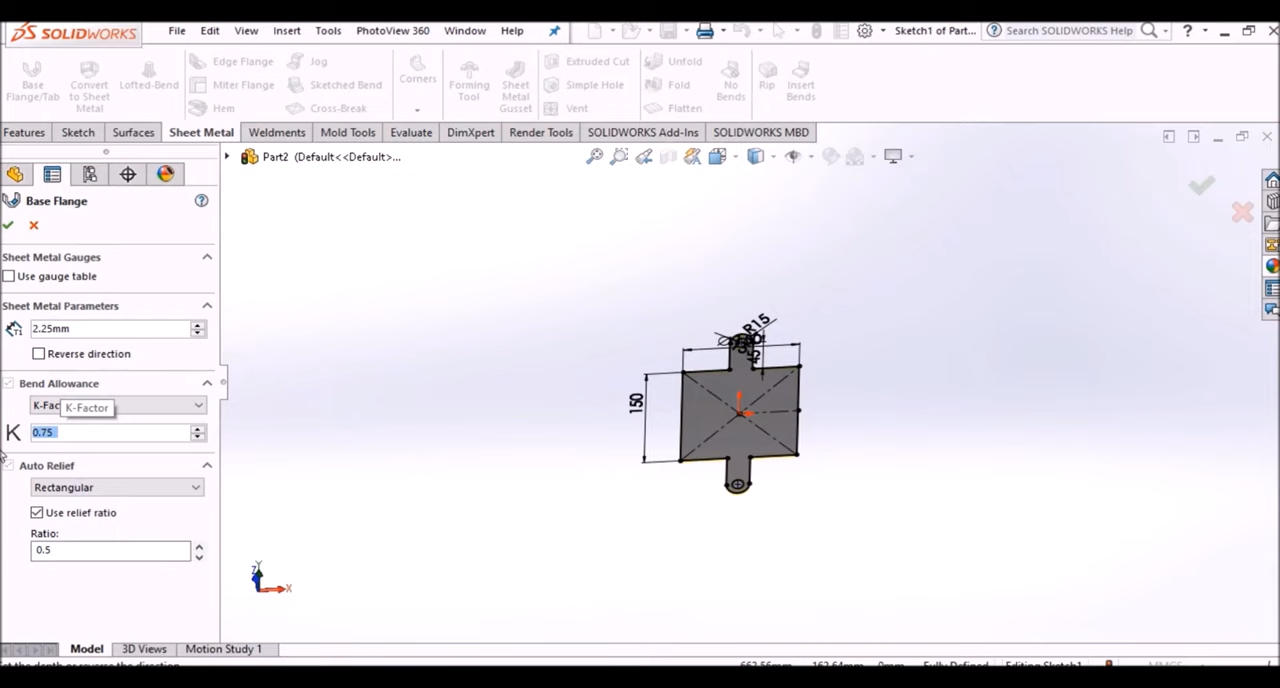 SOLIDWORKS
File Edit View Insert Tools PhotoView 360 Window Help
Sketch1 of Part... Search SOLIDWORKS Help
Base Flange/Tab
Convert to Sheet Metal
Lofted-Bend
Edge Flange
Miter Flange
Hem
Jog
Sketched Bend
Cross-Break
Corners
Forming Tool
Sheet Metal Gusset
Extruded Cut
Simple Hole
Vent
Unfold
Fold
Flatten
No Bends
Rip
Insert Bends
Features Sketch Surfaces Sheet Metal Weldments Mold Tools Evaluate DimXpert Render Tools SOLIDWORKS Add-Ins SOLIDWORKS MBD
Part2 (Default<<Default>...
Base Flange
Sheet Metal Gauges
Use gauge table
Sheet Metal Parameters
2.25mm
Reverse direction
Bend Allowance
K-Fac
K-Factor
K 0.75
Auto Relief
Rectangular
Use relief ratio
Ratio:
0.5
R15
45
150
Y
Z
X
Model 3D Views Motion Study 1